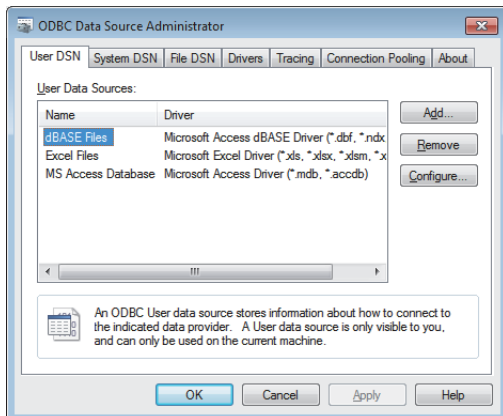 ODBC Data Source Administrator
User DSN System DSN File DSN Drivers Tracing Connection Pooling About
User Data Sources:
Name Driver
dBASE Files Microsoft Access dBASE Driver (*.dbf, *.ndx
Excel Files Microsoft Excel Driver (*.xls, *.xlsx, *.xlsm, *.x
MS Access Database Microsoft Access Driver (*.mdb, *.accdb)
Add...
Remove
Configure...
An ODBC User data source stores information about how to connect to
the indicated data provider. A User data source is only visible to you,
and can only be used on the current machine.
OK Cancel Apply Help